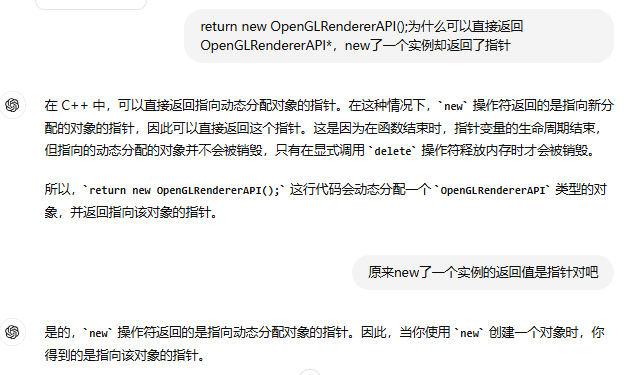 return new OpenGLRendererAPI();为什么可以直接返回
OpenGLRendererAPI*，new了一个实例却返回了指针
在 C++ 中，可以直接返回指向动态分配对象的指针。在这种情况下，`new` 操作符返回的是指向新分
配的对象的指针，因此可以直接返回这个指针。这是因为在函数结束时，指针变量的生命周期结束，
但指向的动态分配的对象并不会被销毁，只有在显式调用 `delete` 操作符释放内存时才会被销毁。
所以，`return new OpenGLRendererAPI();` 这行代码会动态分配一个 `OpenGLRendererAPI` 类型的对
象，并返回指向该对象的指针。
原来new了一个实例的返回值是指针对吧
是的，`new` 操作符返回的是指向动态分配对象的指针。因此，当你使用 `new` 创建一个对象时，你
得到的是指向该对象的指针。